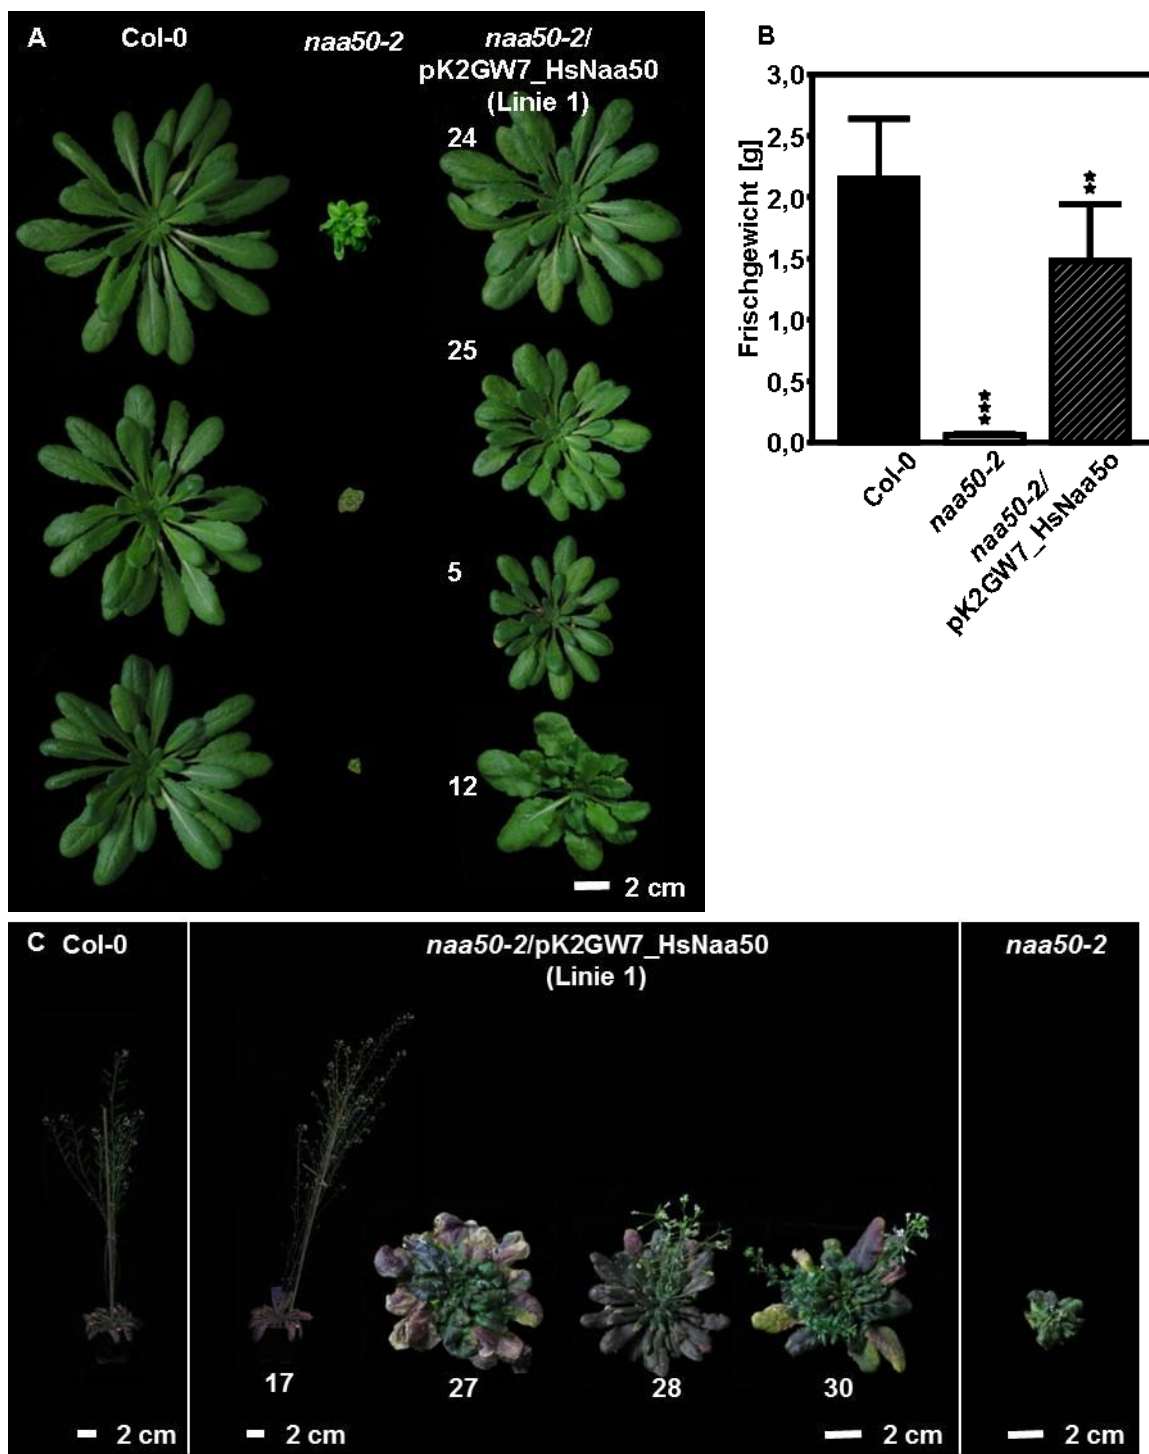 A
Col-0
naa50-2
naa50-2/
pK2GW7_HsNaa50
(Linie 1)
24
25
5
12
2 cm
B
Frischgewicht [g]
3,0
2,5
2,0
1,5
1,0
0,5
0,0
**
***
Col-0
naa50-2
naa50-2/
pK2GW7_HsNaa5o
C
Col-0
naa50-2/pK2GW7_HsNaa50
(Linie 1)
naa50-2
17
27
28
30
2 cm
2 cm
2 cm
2 cm